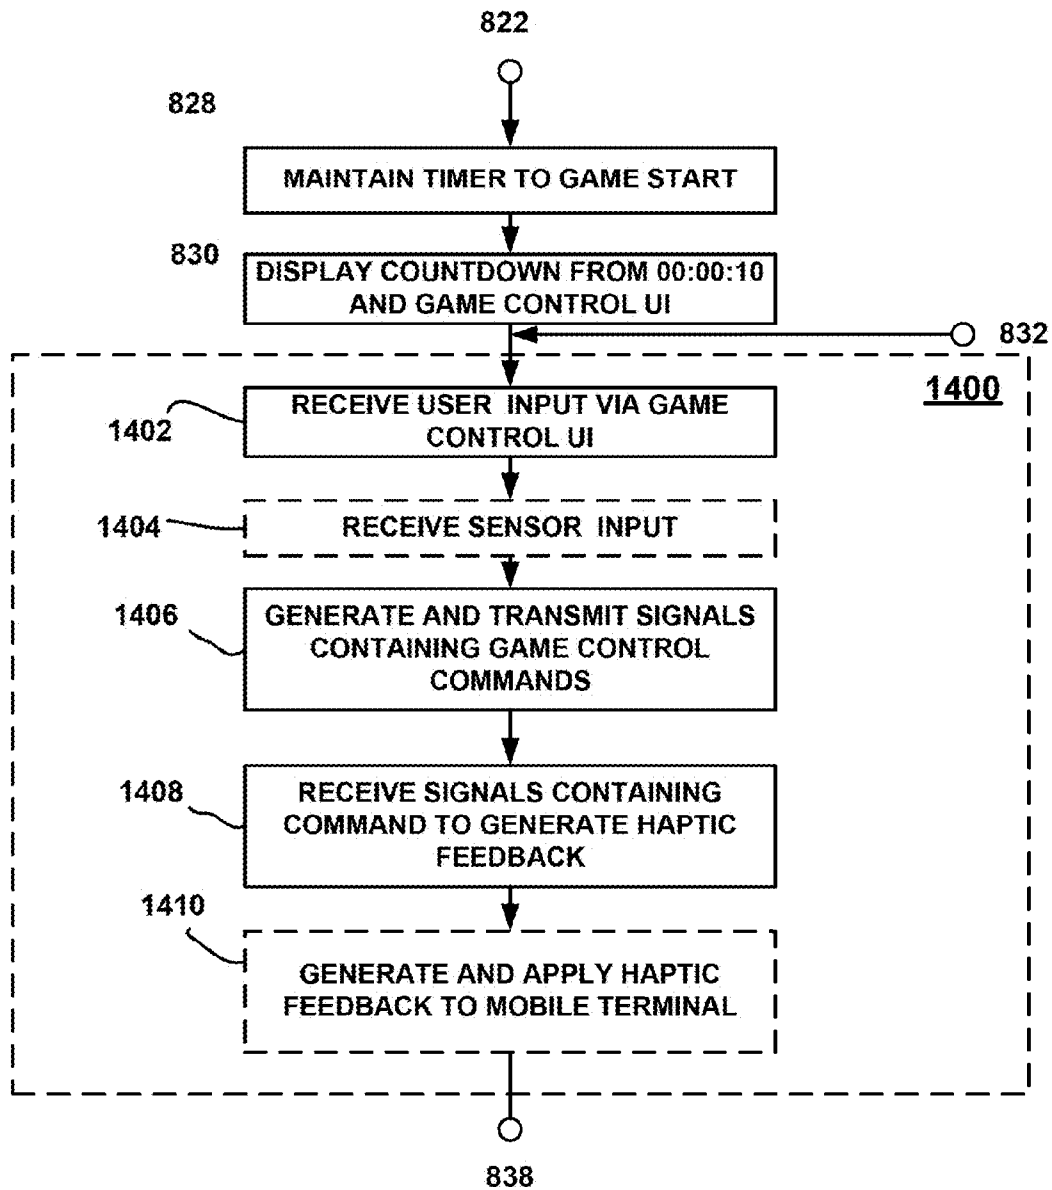 822
828
MAINTAIN TIMER TO GAME START
830
DISPLAY COUNTDOWN FROM 00:00:10
AND GAME CONTROL UI
832
1400
RECEIVE USER INPUT VIA GAME
CONTROL UI
1402
1404
RECEIVE SENSOR INPUT
1406
GENERATE AND TRANSMIT SIGNALS
CONTAINING GAME CONTROL
COMMANDS
1408
RECEIVE SIGNALS CONTAINING
COMMAND TO GENERATE HAPTIC
FEEDBACK
1410
GENERATE AND APPLY HAPTIC
FEEDBACK TO MOBILE TERMINAL
838